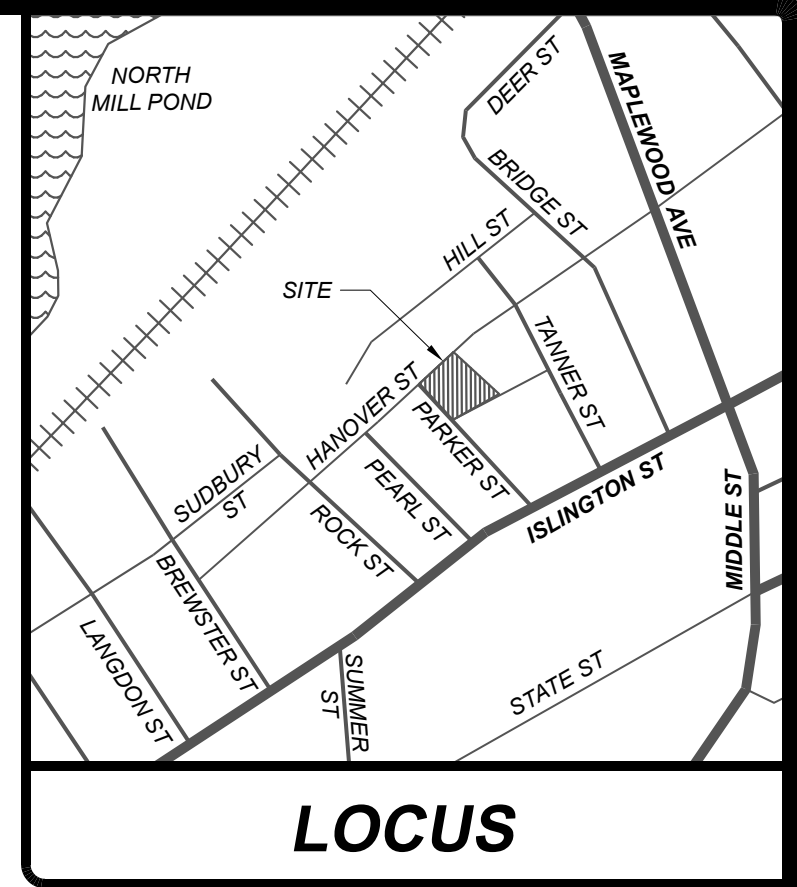 NORTH
MILL POND
DEER ST
MAPLEWOOD AVE
BRIDGE ST
HILL ST
SITE
TANNER ST
HANOVER ST
PARKER ST
SUDBURY
ST
PEARL ST
ISLINGTON ST
MIDDLE ST
ROCK ST
BREWSTER ST
LANGDON ST
SUMMER
ST
STATE ST
LOCUS